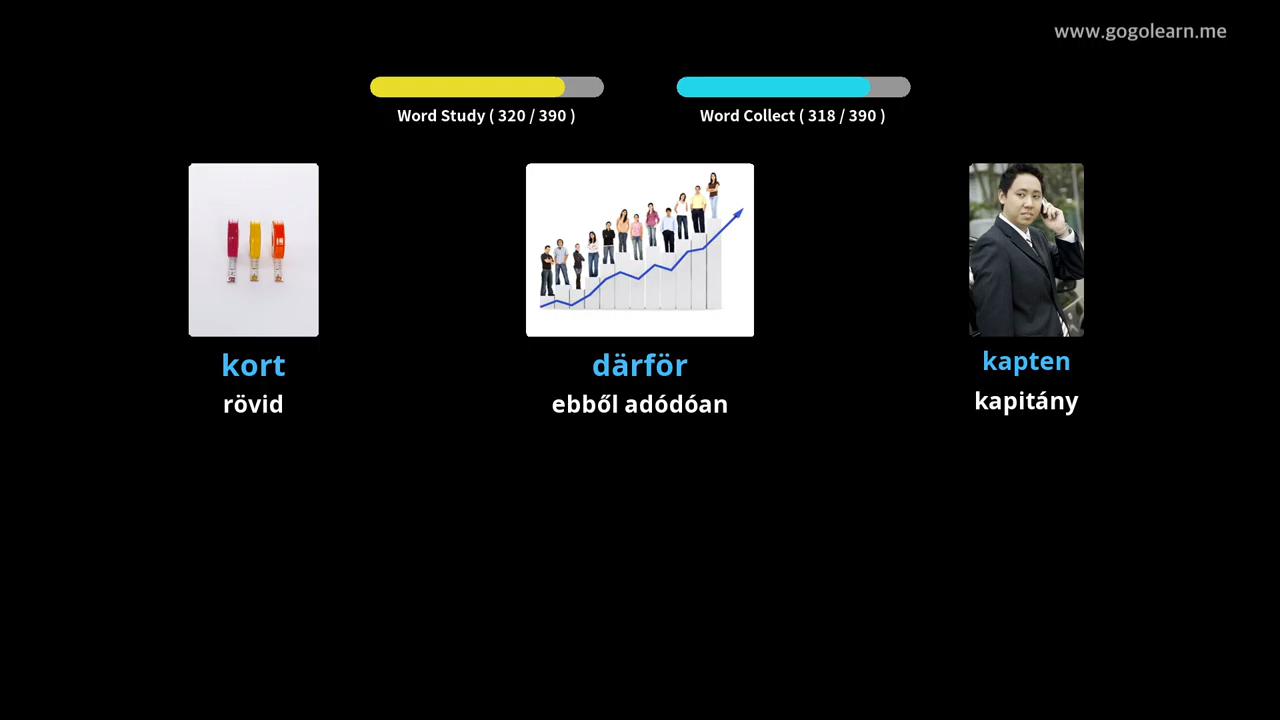 www.gogolearn.me
Word Study ( 320 / 390 )
Word Collect ( 318 / 390 )
kort
rövid
därför
ebből adódóan
kapten
kapitány